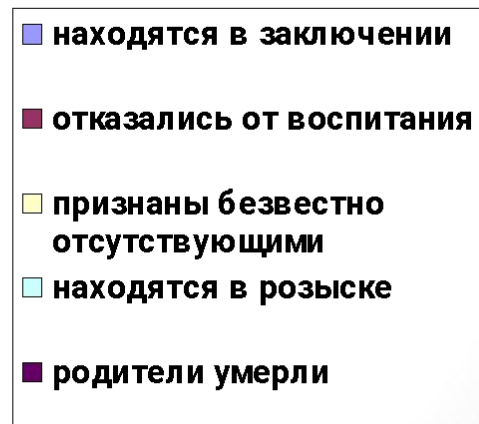 находятся в заключении
отказались от воспитания
признаны безвестно
отсутствующими
находятся в розыске
родители умерли